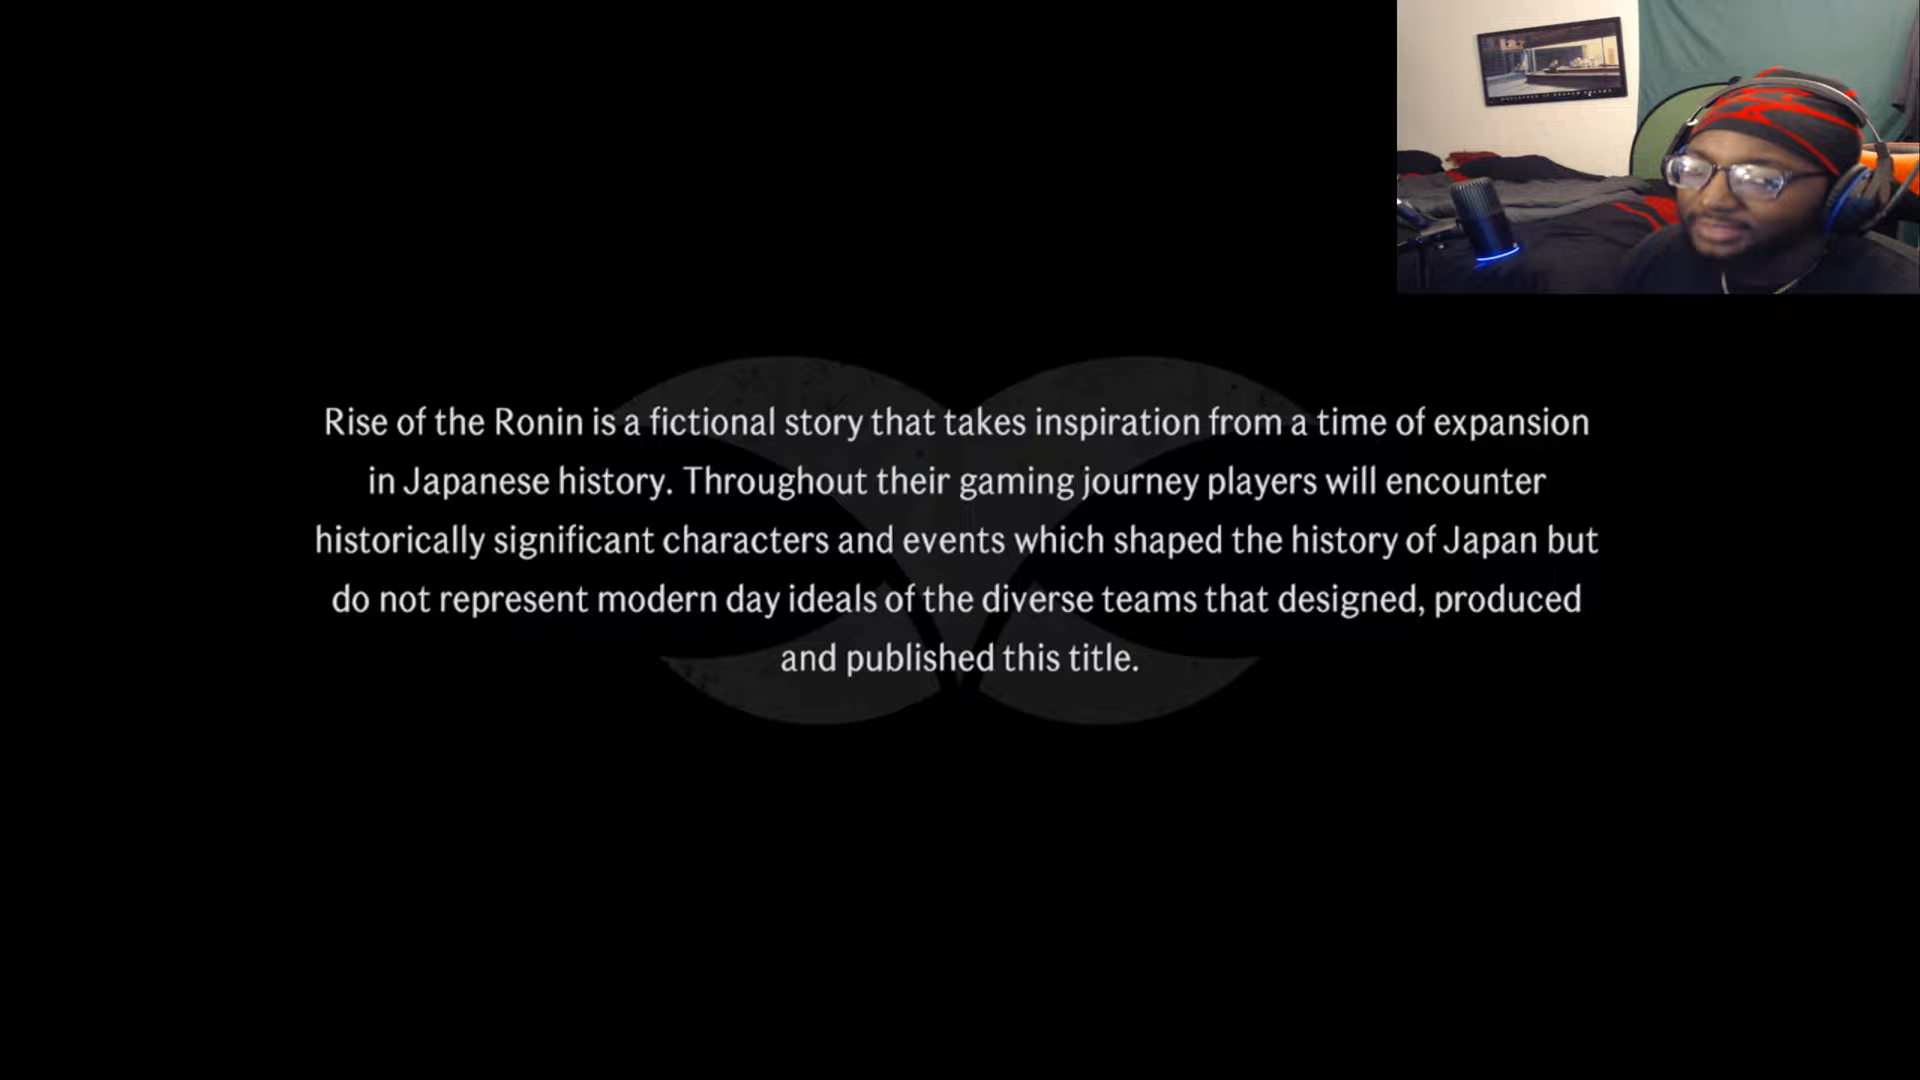 Rise of the Ronin is a fictional story that takes inspiration from a time of expansion
in Japanese history. Throughout their gaming journey players will encounter
historically significant characters and events which shaped the history of Japan but
do not represent modern day ideals of the diverse teams that designed, produced
and published this title.